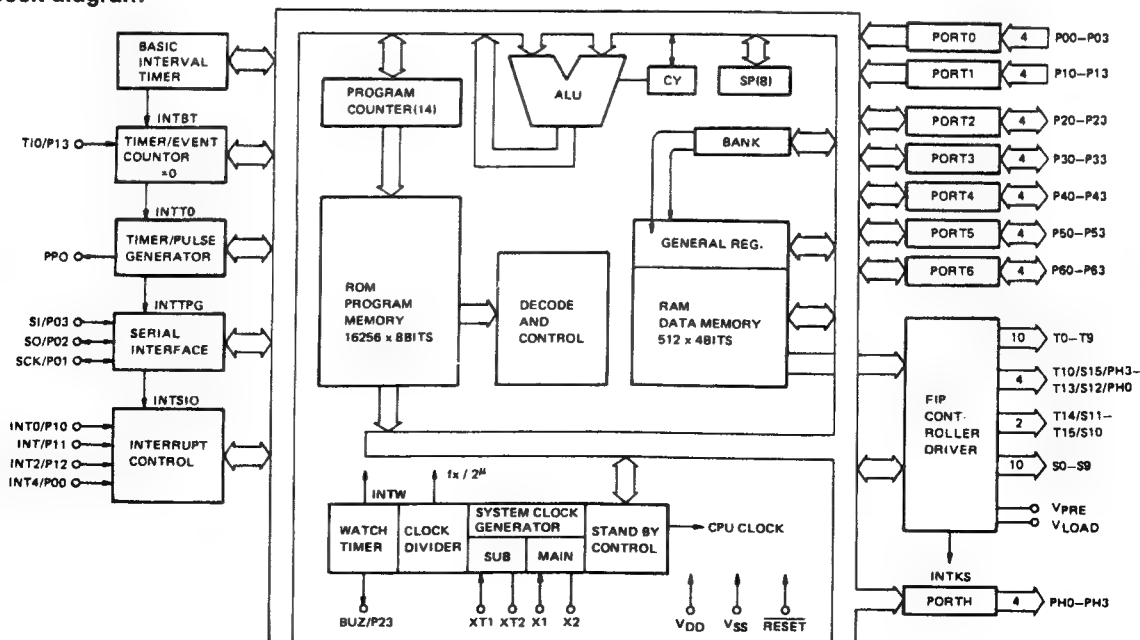 BASIC
INTERVAL
TIMER
INTBT
TI0/P13
TIMER/EVENT
COUNTOR
=0
INTT0
PPO
TIMER/PULSE
GENERATOR
INTTPG
SI/P03
SO/P02
SCK/P01
SERIAL
INTERFACE
INTSIO
INT0/P10
INT/P11
INT2/P12
INT4/P00
INTERRUPT
CONTROL
PROGRAM
COUNTER(14)
ALU
CY
SP(8)
BANK
GENERAL REG.
ROM
PROGRAM
MEMORY
16256 x 8BITS
DECODE
AND
CONTROL
RAM
DATA MEMORY
512 x 4BITS
INTW
fx / 2µ
WATCH
TIMER
CLOCK
DIVIDER
SYSTEM CLOCK
GENERATOR
SUB
MAIN
STAND BY
CONTROL
CPU CLOCK
BUZ/P23
XT1
XT2
X1
X2
VDD
VSS
RESET
PORT0
4
P00–P03
PORT1
4
P10–P13
PORT2
4
P20–P23
PORT3
4
P30–P33
PORT4
4
P40–P43
PORT5
4
P50–P53
PORT6
4
P60–P63
FIP
CONT-
ROLLER
DRIVER
10
T0–T9
4
T10/S15/PH3–
T13/S12/PH0
2
T14/S11–
T15/S10
10
S0–S9
VPRE
VLOAD
INTKS
PORTH
4
PH0–PH3